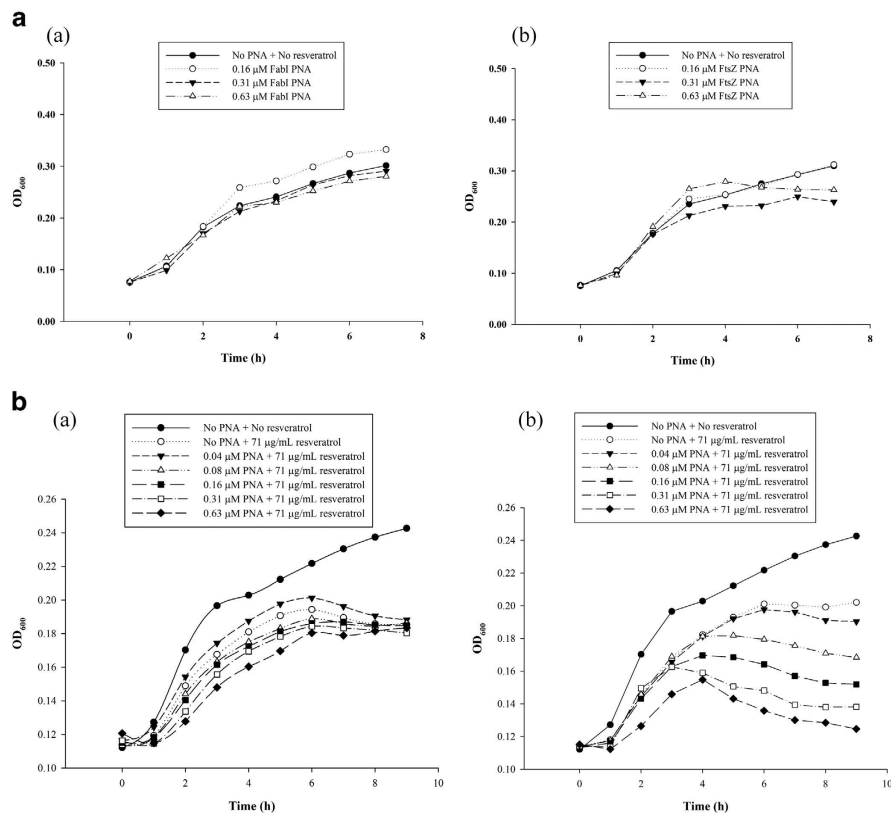 a
(a)
No PNA + No resveratrol
0.16 µM FabI PNA
0.31 µM FabI PNA
0.63 µM FabI PNA
0.50
0.40
0.30
0.20
0.10
0.00
OD600
0 2 4 6 8
Time (h)
(b)
No PNA + No resveratrol
0.16 µM FtsZ PNA
0.31 µM FtsZ PNA
0.63 µM FtsZ PNA
0.50
0.40
0.30
0.20
0.10
0.00
OD600
0 2 4 6 8
Time (h)
b
(a)
No PNA + No resveratrol
No PNA + 71 µg/mL resveratrol
0.04 µM PNA + 71 µg/mL resveratrol
0.08 µM PNA + 71 µg/mL resveratrol
0.16 µM PNA + 71 µg/mL resveratrol
0.31 µM PNA + 71 µg/mL resveratrol
0.63 µM PNA + 71 µg/mL resveratrol
0.26
0.24
0.22
0.20
0.18
0.16
0.14
0.12
0.10
OD600
0 2 4 6 8 10
Time (h)
(b)
No PNA + No resveratrol
No PNA + 71 µg/mL resveratrol
0.04 µM PNA + 71 µg/mL resveratrol
0.08 µM PNA + 71 µg/mL resveratrol
0.16 µM PNA + 71 µg/mL resveratrol
0.31 µM PNA + 71 µg/mL resveratrol
0.63 µM PNA + 71 µg/mL resveratrol
0.26
0.24
0.22
0.20
0.18
0.16
0.14
0.12
0.10
OD600
0 2 4 6 8 10
Time (h)